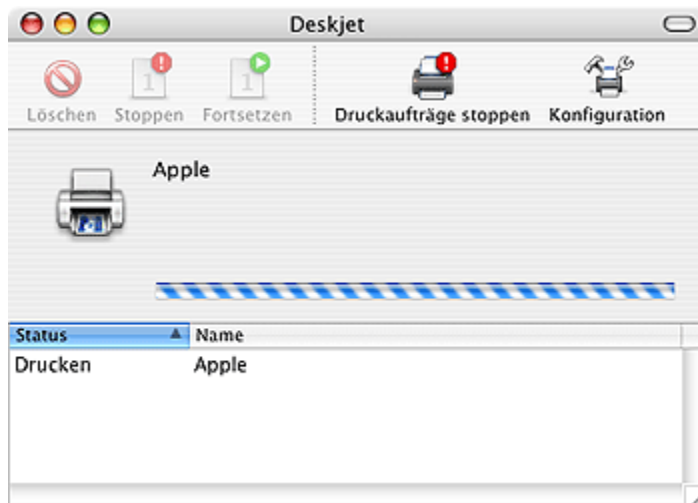 Deskjet
Löschen Stoppen Fortsetzen Druckaufträge stoppen Konfiguration
Apple
Status Name
Drucken Apple